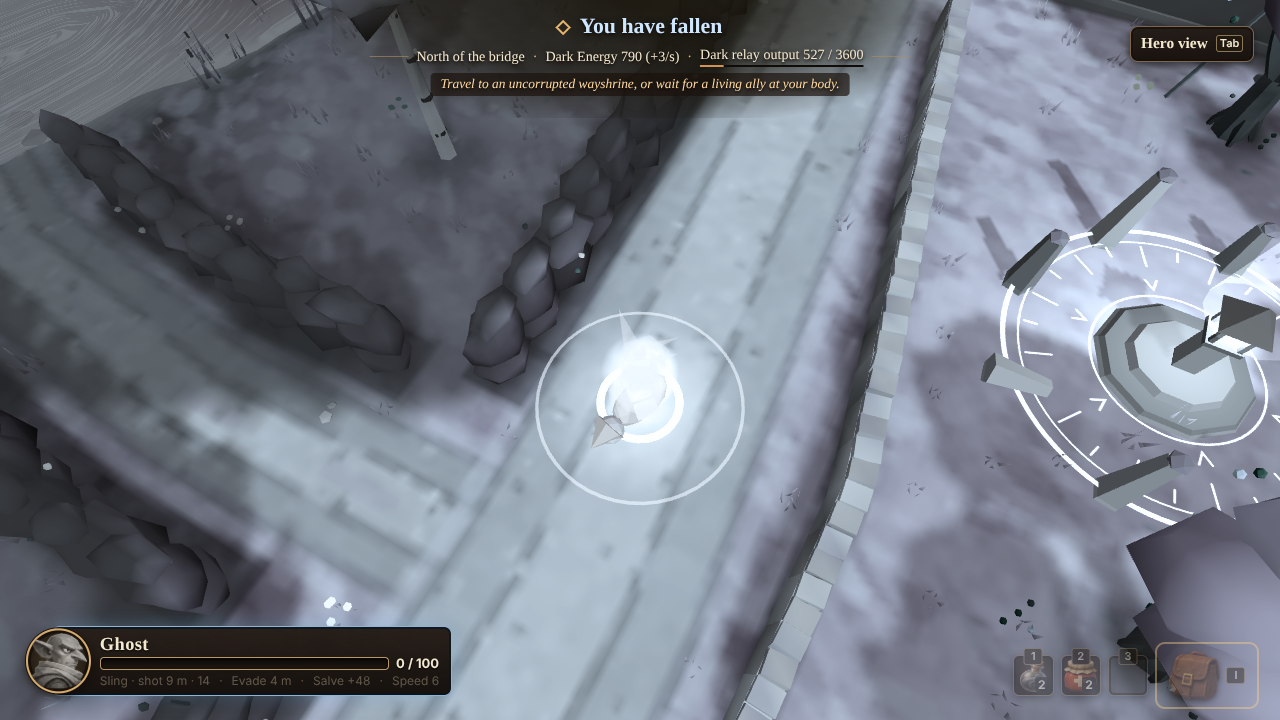 You have fallen
North of the bridge · Dark Energy 790 (+3/s) · Dark relay output 527 / 3600
Travel to an uncorrupted wayshrine, or wait for a living ally at your body.
Hero view Tab
Ghost
0 / 100
Sling · shot 9 m · 14 · Evade 4 m · Salve +48 · Speed 6
1 2 3
2 2 I